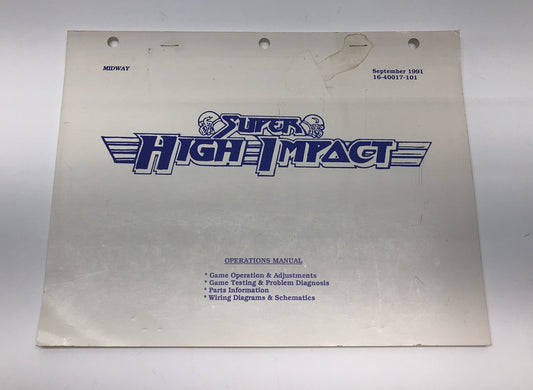 MIDWAY
September 1991
16-40017-101
SUPER
HIGH IMPACT
OPERATIONS MANUAL
* Game Operation & Adjustments
* Game Testing & Problem Diagnosis
* Parts Information
* Wiring Diagrams & Schematics